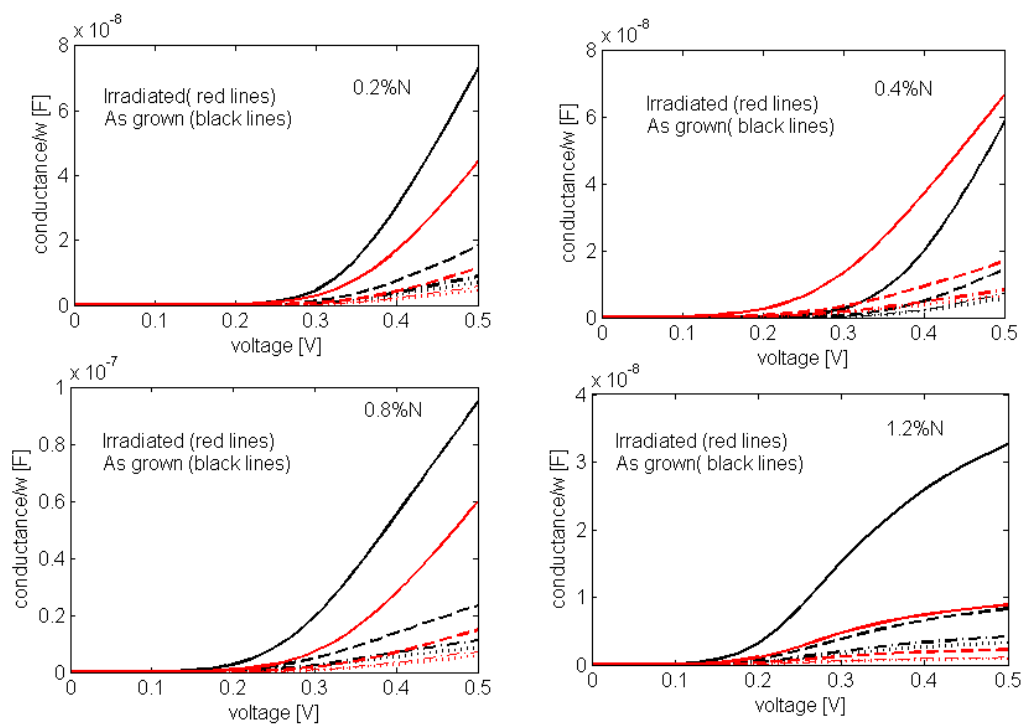 x 10-8
8
6
4
2
0
0 0.1 0.2 0.3 0.4 0.5
conductance/w [F]
voltage [V]
0.2%N
Irradiated( red lines)
As grown (black lines)
x 10-8
8
6
4
2
0
0 0.1 0.2 0.3 0.4 0.5
conductance/w [F]
voltage [V]
0.4%N
Irradiated (red lines)
As grown( black lines)
x 10-7
1
0.8
0.6
0.4
0.2
0
0 0.1 0.2 0.3 0.4 0.5
conductance/w [F]
voltage [V]
0.8%N
Irradiated (red lines)
As grown (black lines)
x 10-8
4
3
2
1
0
0 0.1 0.2 0.3 0.4 0.5
conductance/w [F]
voltage [V]
1.2%N
Irradiated (red lines)
As grown( black lines)